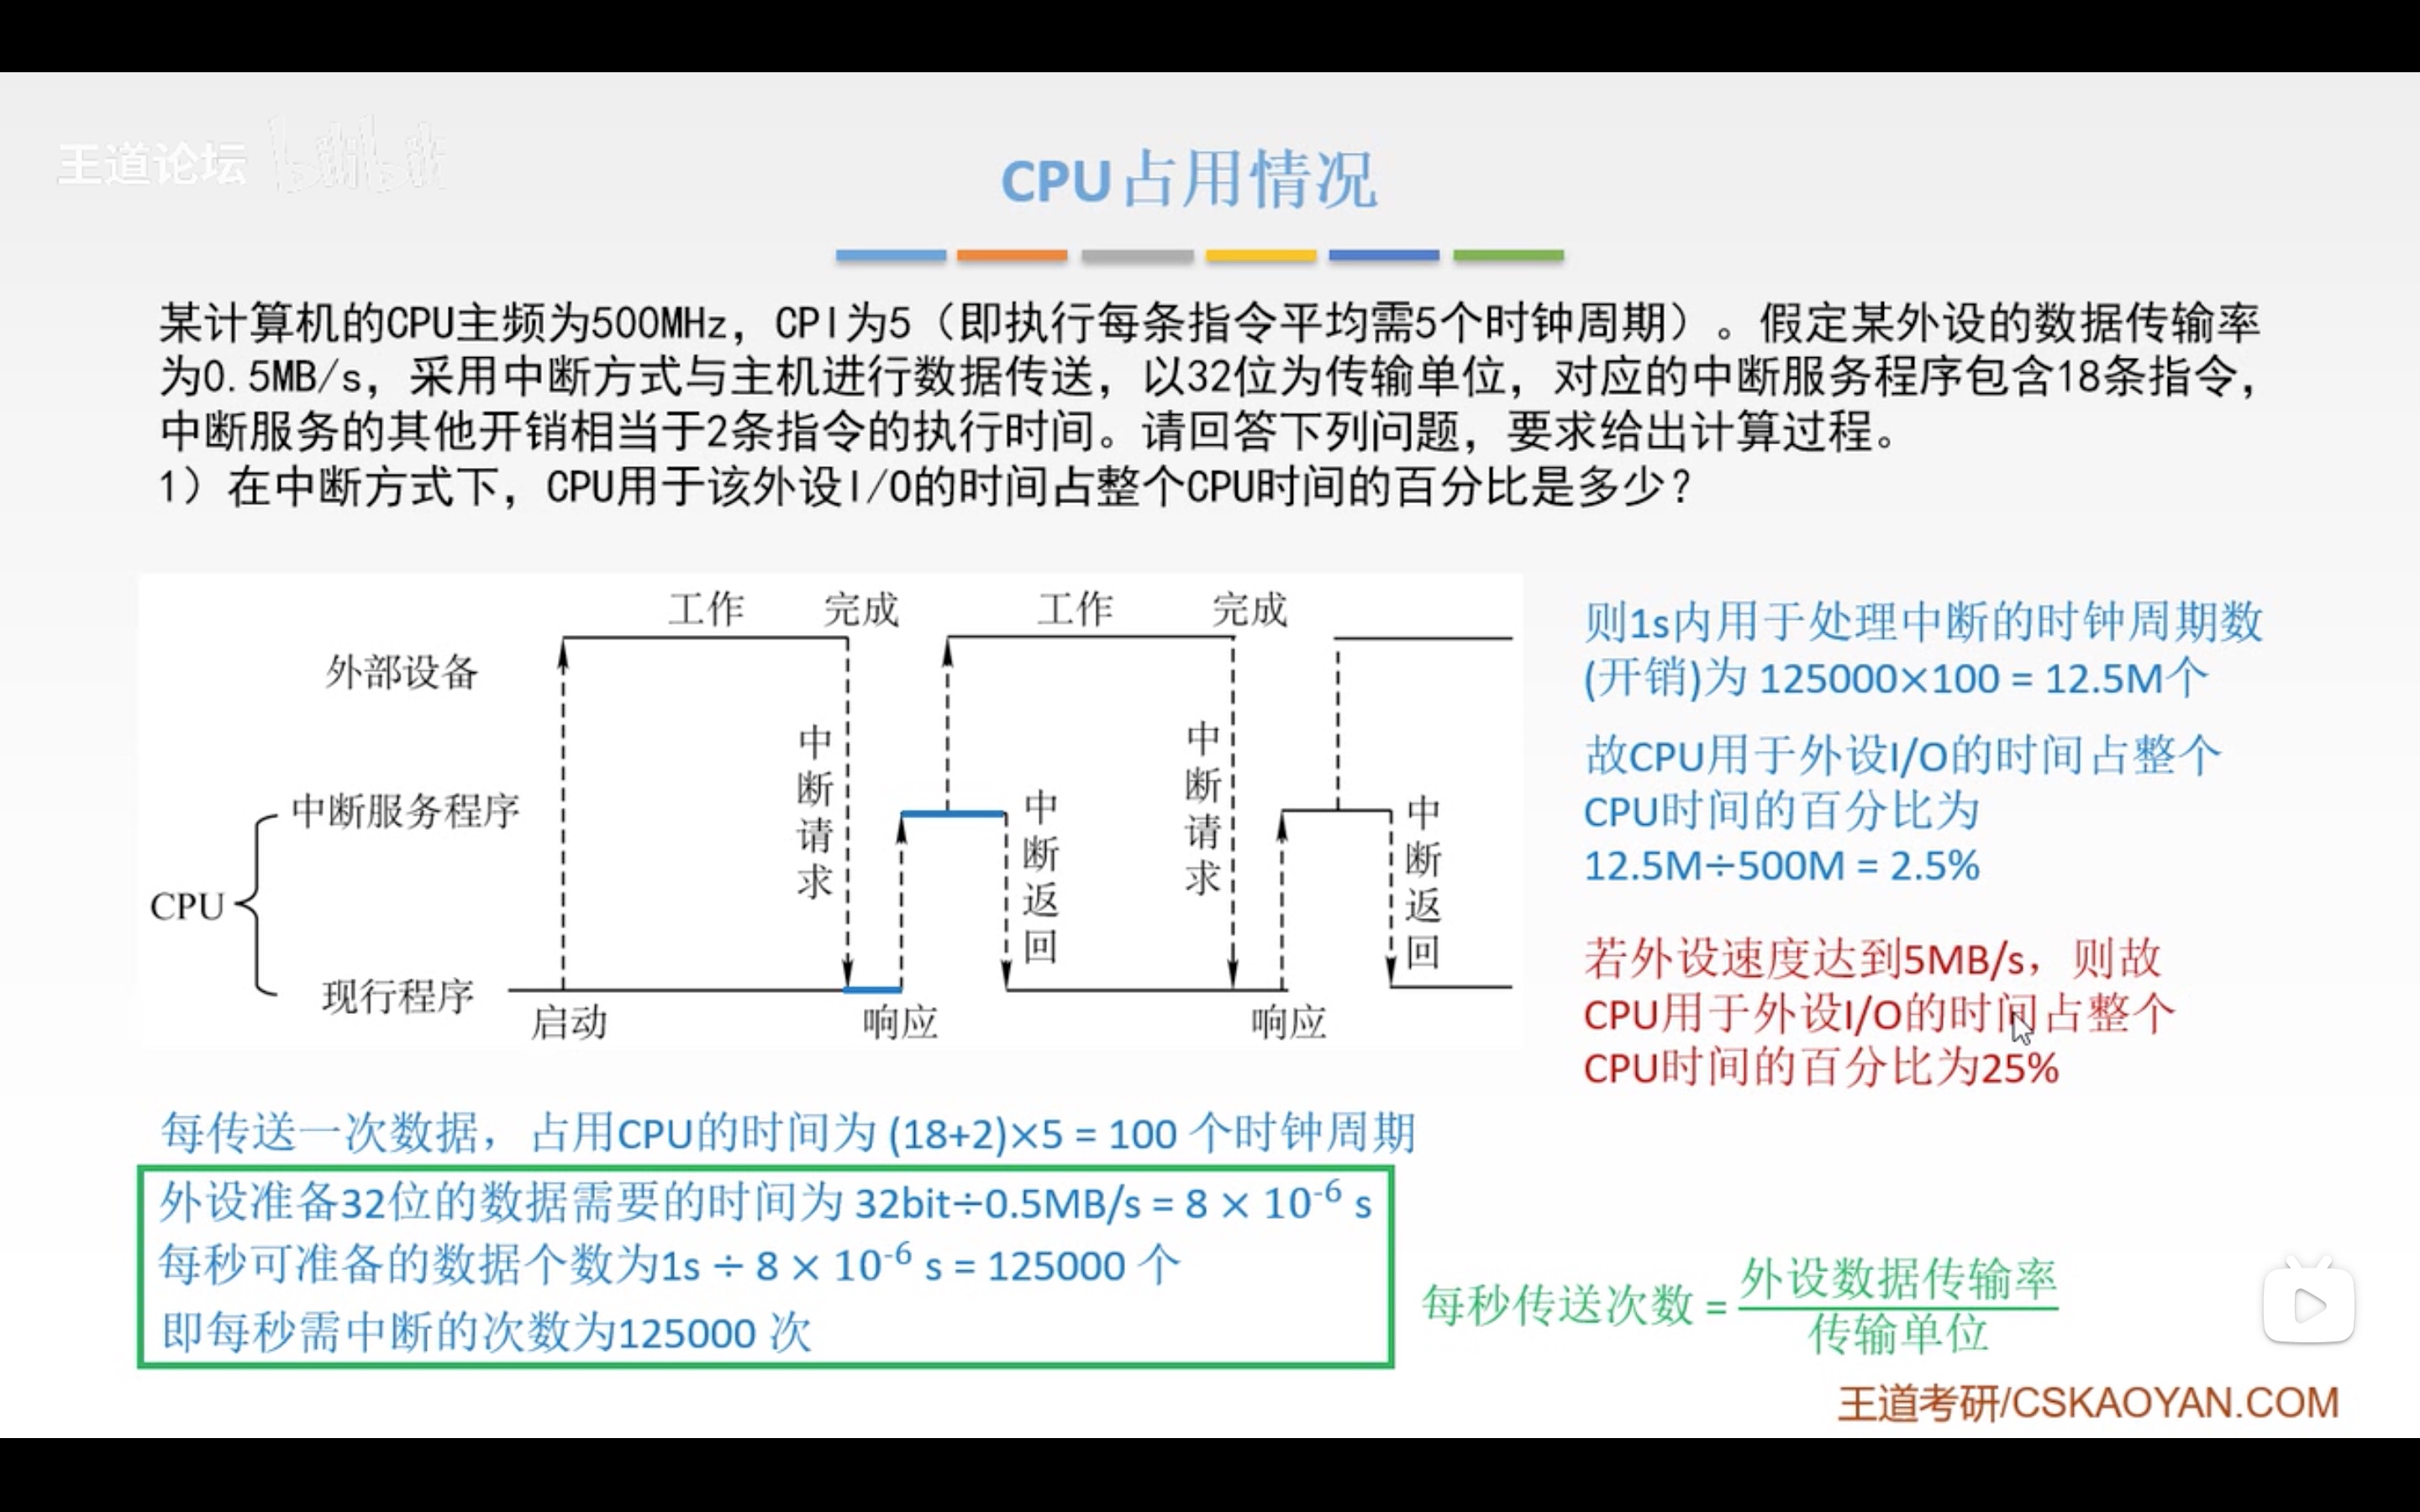 王道论坛 bilibili
CPU占用情况
某计算机的CPU主频为500MHz，CPI为5（即执行每条指令平均需5个时钟周期）。假定某外设的数据传输率
为0.5MB/s，采用中断方式与主机进行数据传送，以32位为传输单位，对应的中断服务程序包含18条指令，
中断服务的其他开销相当于2条指令的执行时间。请回答下列问题，要求给出计算过程。
1）在中断方式下，CPU用于该外设I/O的时间占整个CPU时间的百分比是多少？
工作 完成 工作 完成
外部设备
中断请求
中断请求
中断服务程序
中断返回
中断返回
CPU
现行程序
启动 响应 响应
则1s内用于处理中断的时钟周期数
(开销)为 125000×100 = 12.5M个
故CPU用于外设I/O的时间占整个
CPU时间的百分比为
12.5M÷500M = 2.5%
若外设速度达到5MB/s，则故
CPU用于外设I/O的时间占整个
CPU时间的百分比为25%
每传送一次数据，占用CPU的时间为 (18+2)×5 = 100 个时钟周期
外设准备32位的数据需要的时间为 32bit÷0.5MB/s = 8 × 10⁻⁶ s
每秒可准备的数据个数为1s ÷ 8 × 10⁻⁶ s = 125000 个
即每秒需中断的次数为125000 次
每秒传送次数 = 外设数据传输率
传输单位
王道考研/CSKAOYAN.COM